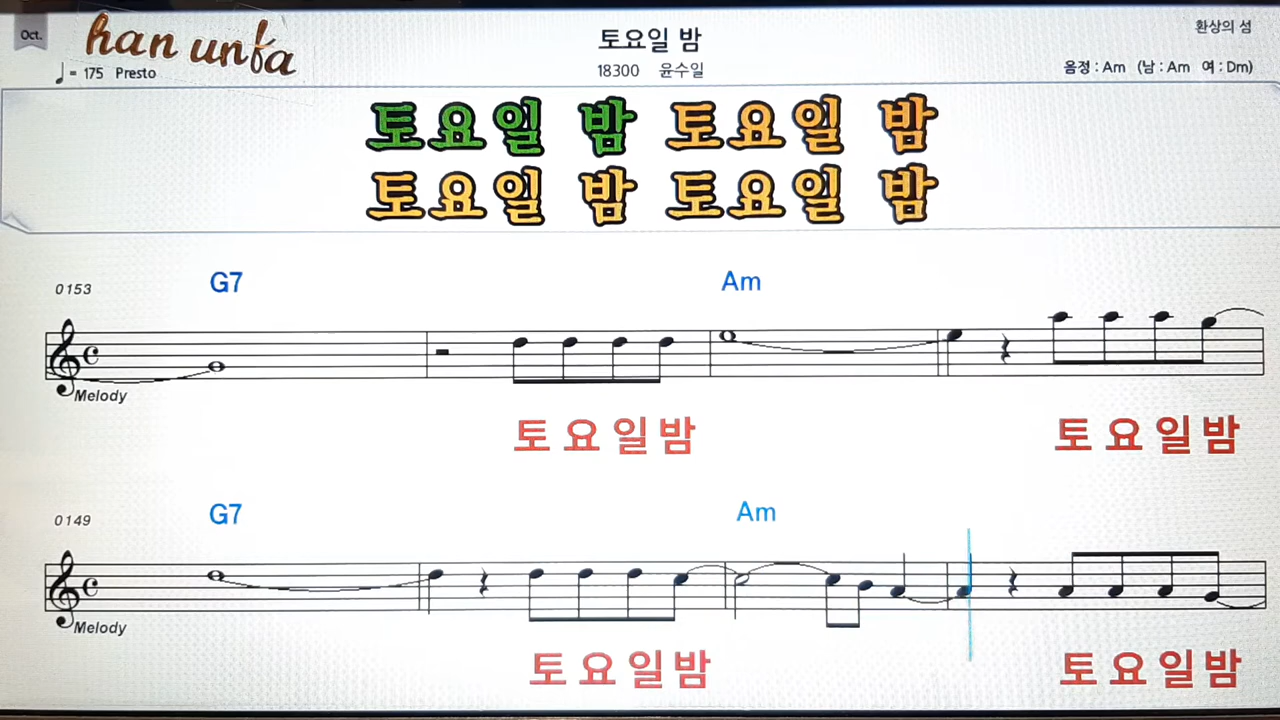 Oct.
han unfa
토요일 밤
환상의 섬
♩= 175 Presto
18300 윤수일
음정 : Am (남 : Am 여 : Dm)
토요일 밤 토요일 밤
토요일 밤 토요일 밤
0153
G7
Am
Melody
토 요 일 밤 토 요 일 밤
0149
G7
Am
Melody
토 요 일 밤 토 요 일 밤